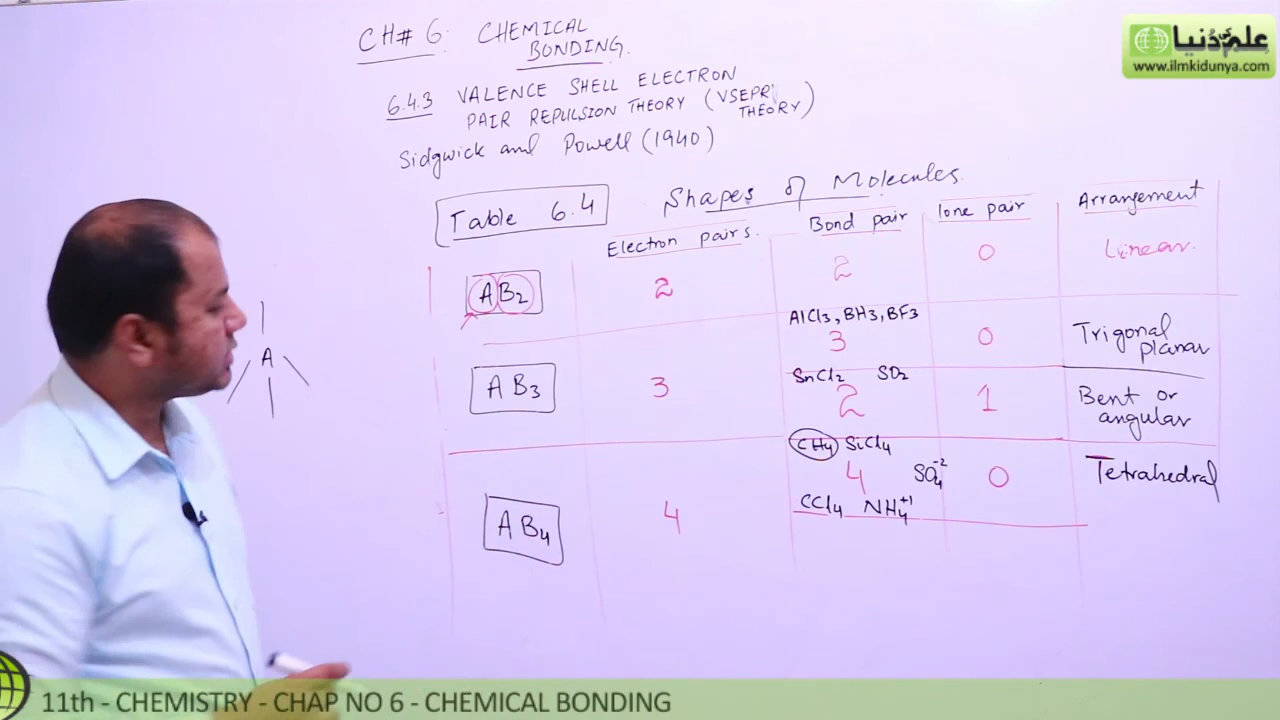 CH# 6: CHEMICAL
BONDING.
6.4.3 VALENCE SHELL ELECTRON
PAIR REPULSION THEORY (VSEPR
THEORY)
Sidgwick and Powell (1940)
علم کی دُنیا
www.ilmkidunya.com
Table 6.4
Shapes of Molecules.
Electron pairs. Bond pair lone pair Arrangement
AB2 2 2 0 Linear.
AlCl3, BH3, BF3
AB3 3 3 0 Trigonal
planar
SnCl2 SO2
2 1 Bent or
angular
CH4 SiCl4
AB4 4 4 SO4-2 0 Tetrahedral
CCl4 NH4+1
A
11th - CHEMISTRY - CHAP NO 6 - CHEMICAL BONDING